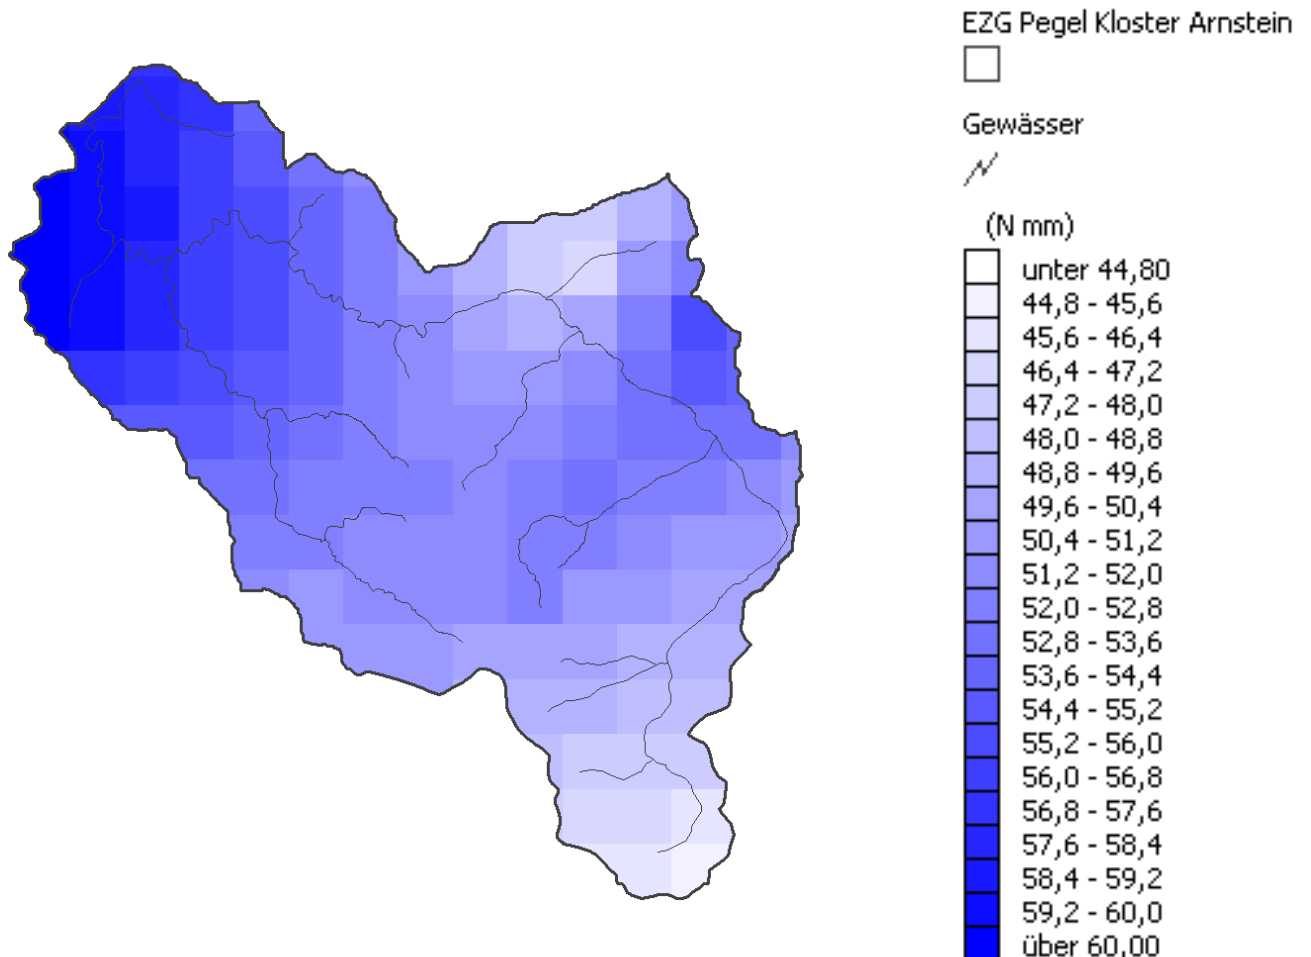 EZG Pegel Kloster Arnstein
Gewässer
(N mm)
unter 44,80
44,8 - 45,6
45,6 - 46,4
46,4 - 47,2
47,2 - 48,0
48,0 - 48,8
48,8 - 49,6
49,6 - 50,4
50,4 - 51,2
51,2 - 52,0
52,0 - 52,8
52,8 - 53,6
53,6 - 54,4
54,4 - 55,2
55,2 - 56,0
56,0 - 56,8
56,8 - 57,6
57,6 - 58,4
58,4 - 59,2
59,2 - 60,0
über 60,00